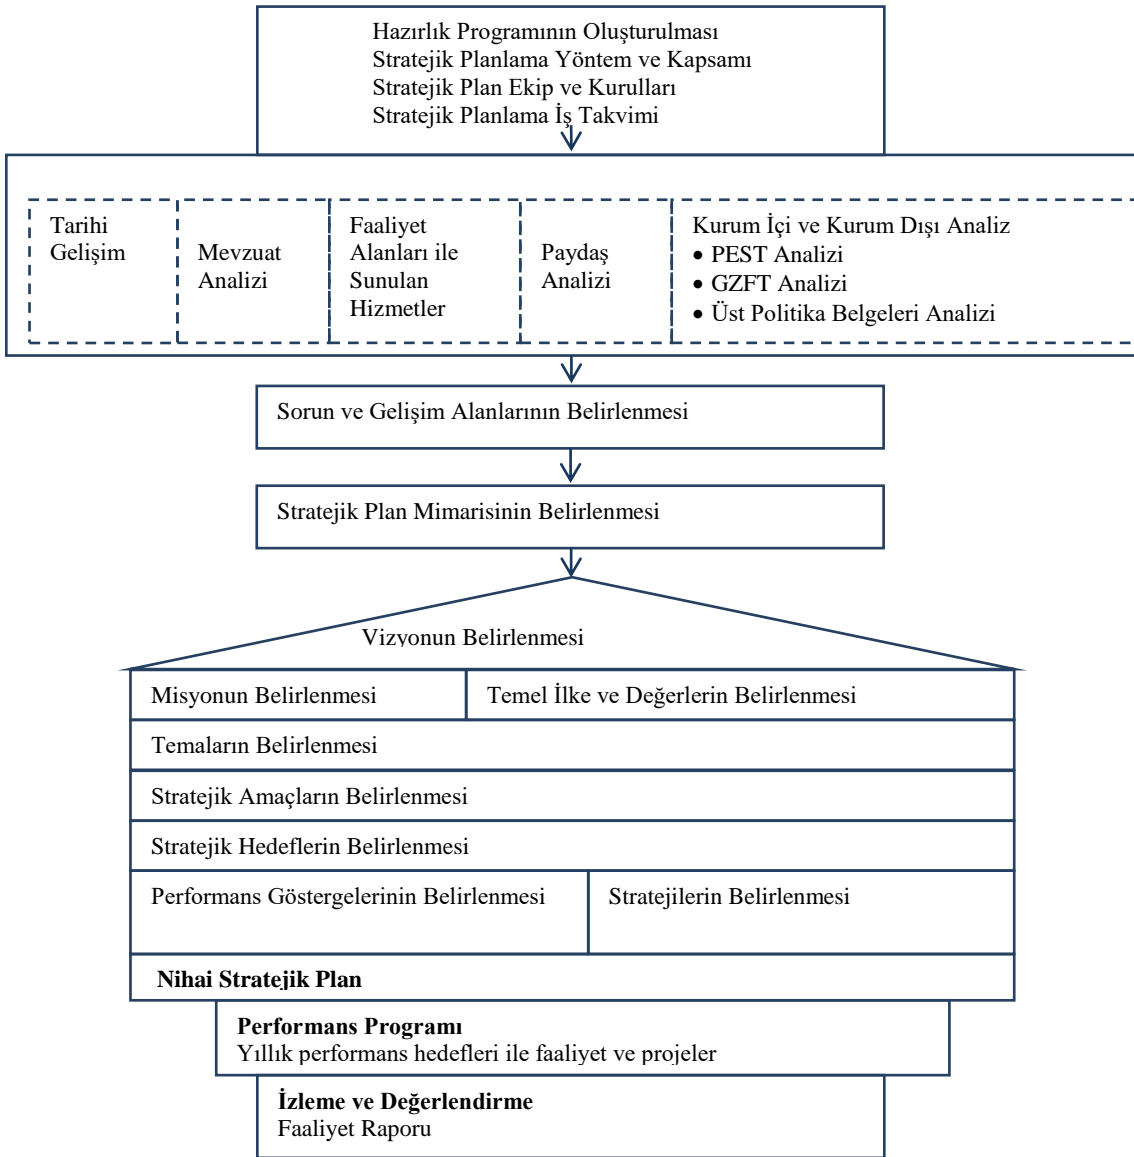 Hazırlık Programının Oluşturulması
Stratejik Planlama Yöntem ve Kapsamı
Stratejik Plan Ekip ve Kurulları
Stratejik Planlama İş Takvimi
Tarihi
Gelişim
Mevzuat
Analizi
Faaliyet
Alanları ile
Sunulan
Hizmetler
Paydaş
Analizi
Kurum İçi ve Kurum Dışı Analiz
• PEST Analizi
• GZFT Analizi
• Üst Politika Belgeleri Analizi
Sorun ve Gelişim Alanlarının Belirlenmesi
Stratejik Plan Mimarisinin Belirlenmesi
Vizyonun Belirlenmesi
Misyonun Belirlenmesi
Temel İlke ve Değerlerin Belirlenmesi
Temaların Belirlenmesi
Stratejik Amaçların Belirlenmesi
Stratejik Hedeflerin Belirlenmesi
Performans Göstergelerinin Belirlenmesi
Stratejilerin Belirlenmesi
Nihai Stratejik Plan
Performans Programı
Yıllık performans hedefleri ile faaliyet ve projeler
İzleme ve Değerlendirme
Faaliyet Raporu